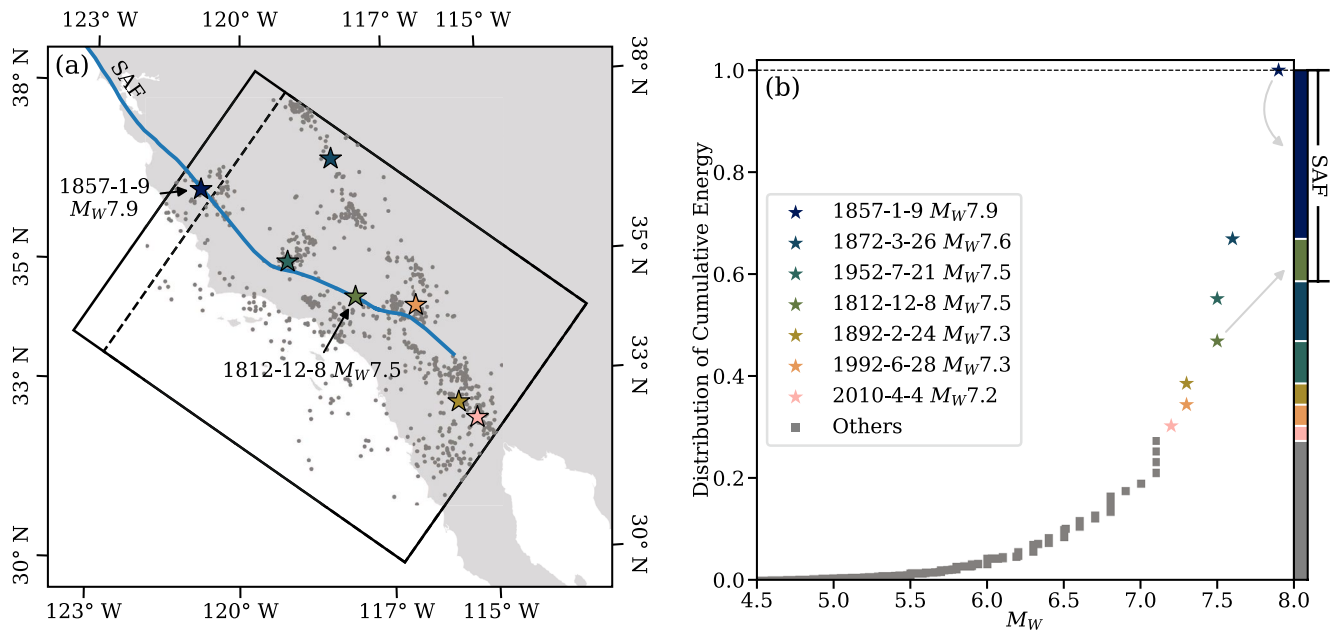 123° W 120° W 117° W 115° W
(a)
SAF
38° N
38° N
1857-1-9
M_W7.9
35° N
35° N
1812-12-8 M_W7.5
33° N
33° N
30° N
30° N
123° W 120° W 117° W 115° W
(b)
Distribution of Cumulative Energy
1.0
0.8
0.6
0.4
0.2
0.0
1857-1-9 M_W7.9
1872-3-26 M_W7.6
1952-7-21 M_W7.5
1812-12-8 M_W7.5
1892-2-24 M_W7.3
1992-6-28 M_W7.3
2010-4-4 M_W7.2
Others
SAF
4.5 5.0 5.5 6.0 6.5 7.0 7.5 8.0
M_W